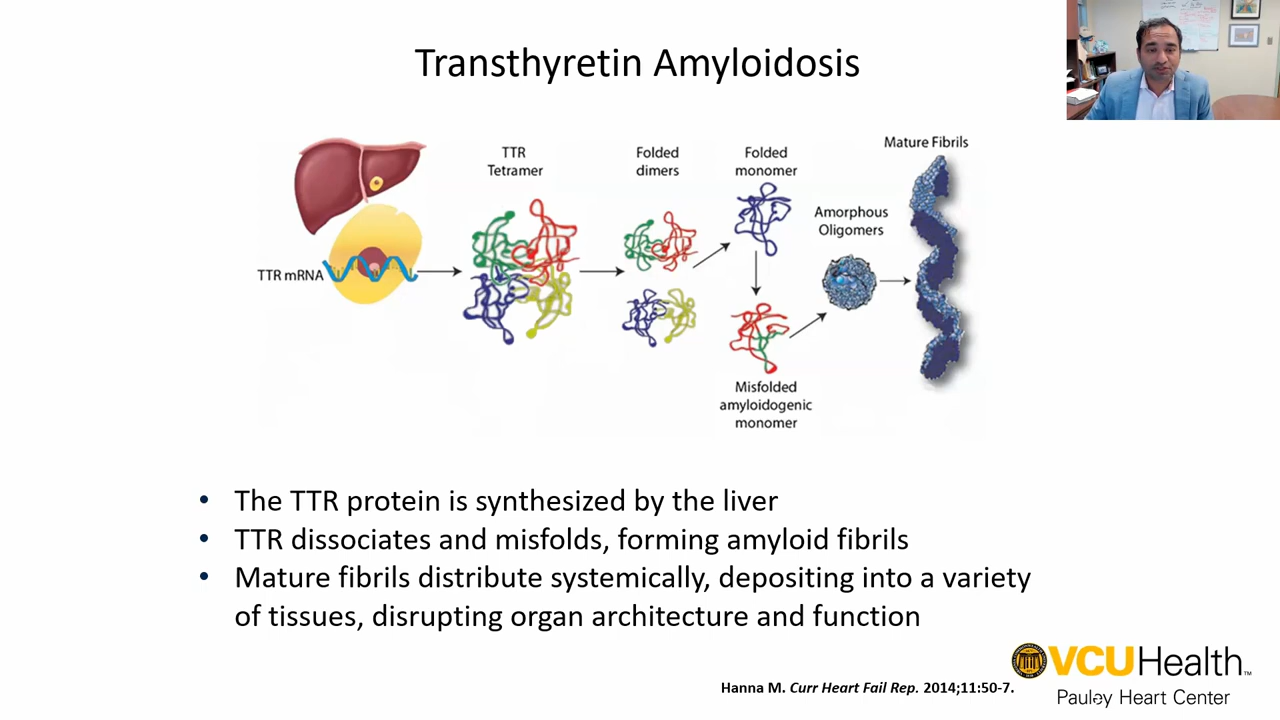 Transthyretin Amyloidosis
TTR
Tetramer
Folded
dimers
Folded
monomer
Mature Fibrils
Amorphous
Oligomers
TTR mRNA
Misfolded
amyloidogenic
monomer
• The TTR protein is synthesized by the liver
• TTR dissociates and misfolds, forming amyloid fibrils
• Mature fibrils distribute systemically, depositing into a variety
of tissues, disrupting organ architecture and function
Hanna M. Curr Heart Fail Rep. 2014;11:50-7.
VCUHealth™
Pauley Heart Center